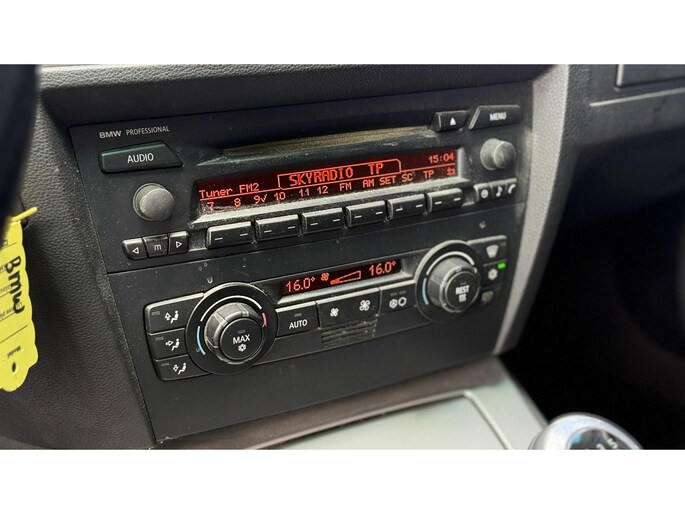 BMW PROFESSIONAL
MENU
AUDIO
SKYRADIO TP 15:04
Tuner FM2
7 8 9√ 10 11 12 FM AM SET SC TP
m
16.0° 16.0°
MAX
AUTO
REST
BMW